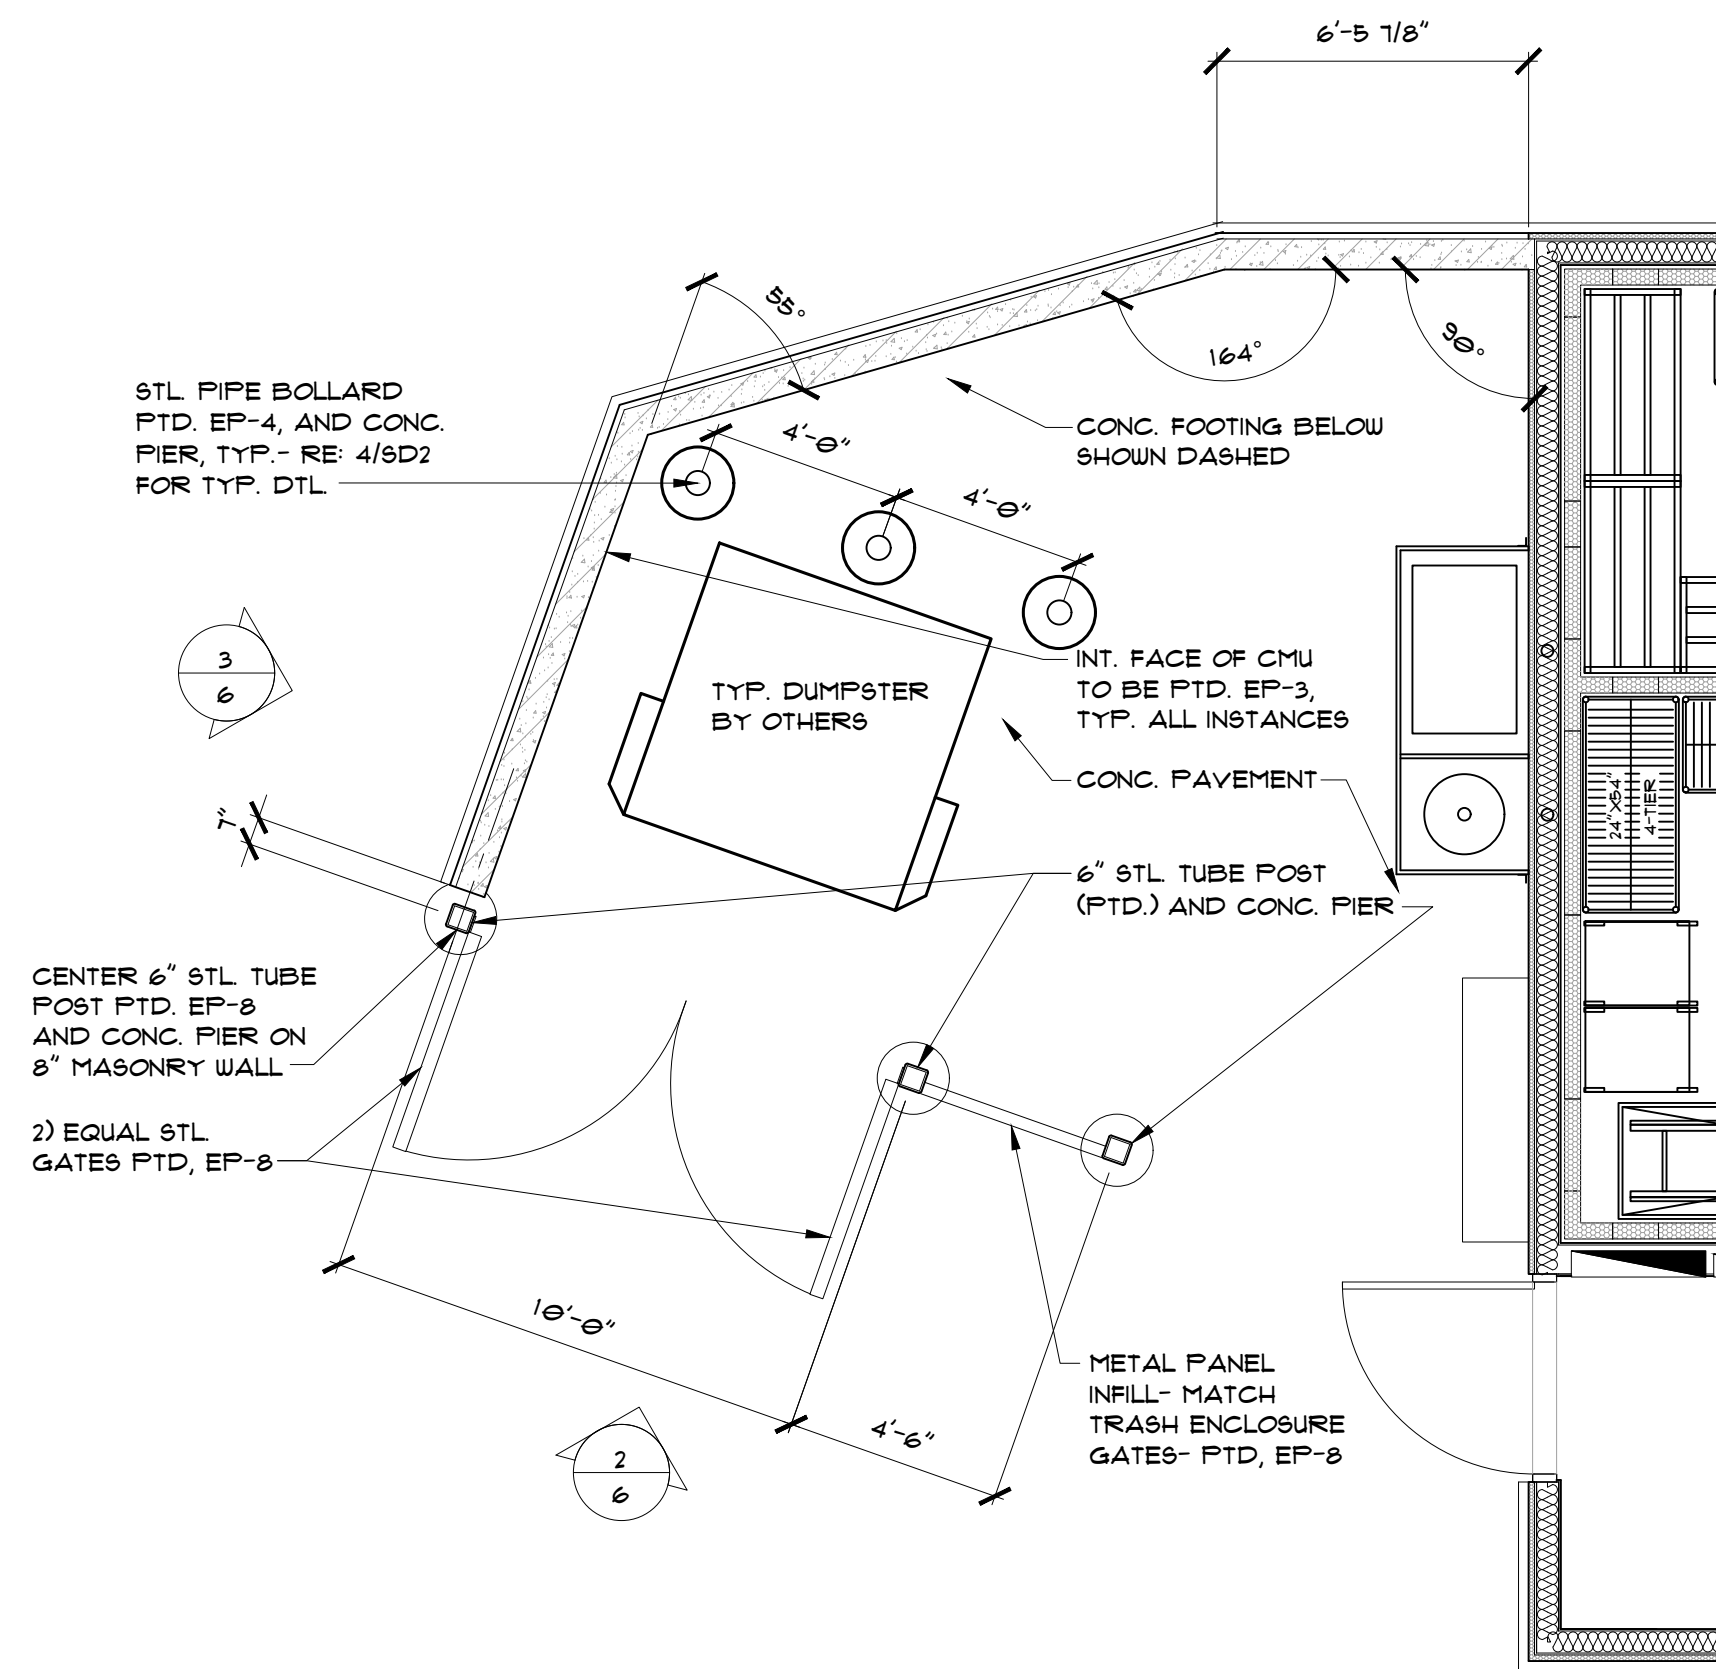 6'-5 7/8"
55°
164°
90°
STL. PIPE BOLLARD
PTD. EP-4, AND CONC.
PIER, TYP.- RE: 4/SD2
FOR TYP. DTL.
4'-0"
4'-0"
CONC. FOOTING BELOW
SHOWN DASHED
3
6
TYP. DUMPSTER
BY OTHERS
INT. FACE OF CMU
TO BE PTD. EP-3,
TYP. ALL INSTANCES
CONC. PAVEMENT
24"X54"
4-TIER
7"
6" STL. TUBE POST
(PTD.) AND CONC. PIER
CENTER 6" STL. TUBE
POST PTD. EP-8
AND CONC. PIER ON
8" MASONRY WALL
2) EQUAL STL.
GATES PTD, EP-8
10'-0"
4'-6"
METAL PANEL
INFILL- MATCH
TRASH ENCLOSURE
GATES- PTD, EP-8
2
6